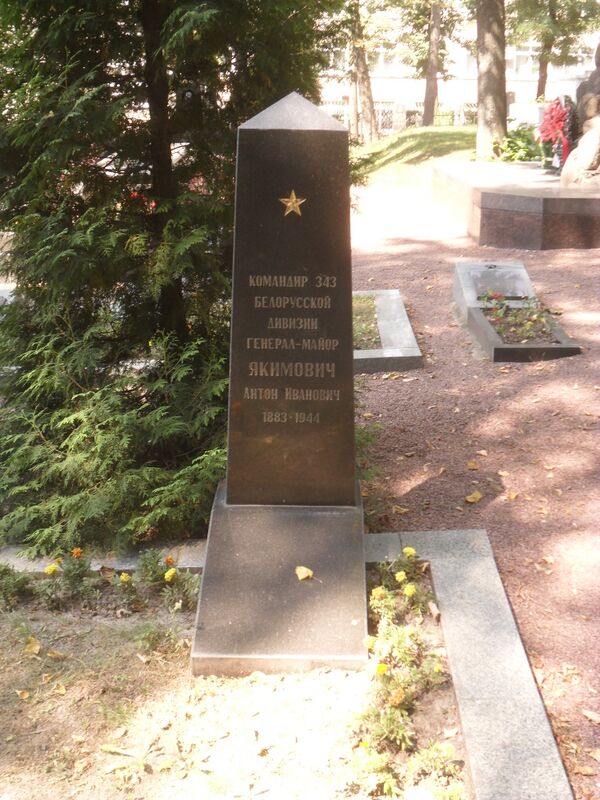 КОМАНДИР 343
БЕЛОРУССКОЙ
ДИВИЗИИ
ГЕНЕРАЛ-МАЙОР
ЯКИМОВИЧ
АНТОН ИВАНОВИЧ
1883-1944